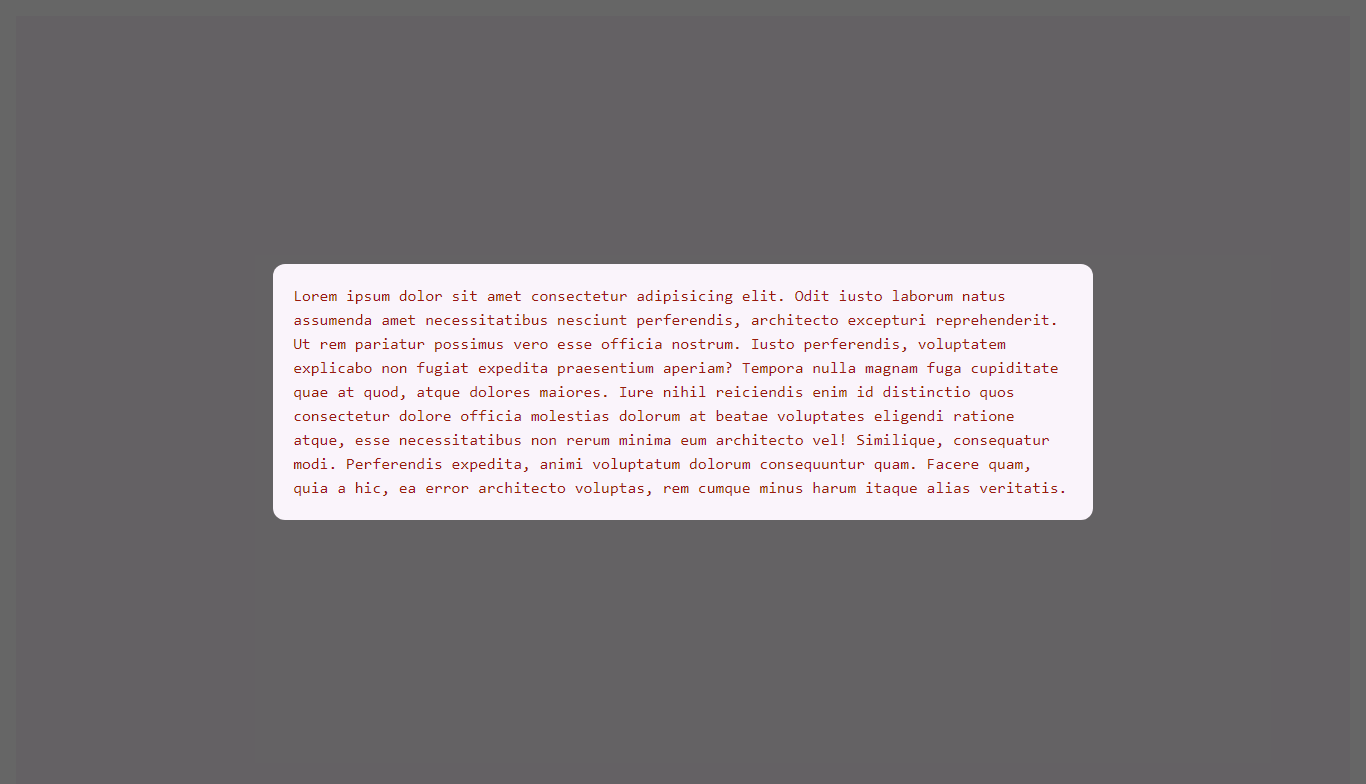 Lorem ipsum dolor sit amet consectetur adipisicing elit. Odit iusto laborum natus
assumenda amet necessitatibus nesciunt perferendis, architecto excepturi reprehenderit.
Ut rem pariatur possimus vero esse officia nostrum. Iusto perferendis, voluptatem
explicabo non fugiat expedita praesentium aperiam? Tempora nulla magnam fuga cupiditate
quae at quod, atque dolores maiores. Iure nihil reiciendis enim id distinctio quos
consectetur dolore officia molestias dolorum at beatae voluptates eligendi ratione
atque, esse necessitatibus non rerum minima eum architecto vel! Similique, consequatur
modi. Perferendis expedita, animi voluptatum dolorum consequuntur quam. Facere quam,
quia a hic, ea error architecto voluptas, rem cumque minus harum itaque alias veritatis.